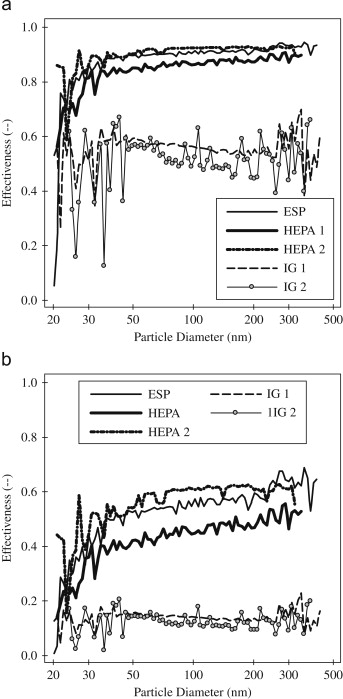 a
1.0
0.8
0.6
0.4
0.2
0.0
Effectiveness (--)
ESP
HEPA 1
HEPA 2
IG 1
IG 2
20 30 50 100 200 300 500
Particle Diameter (nm)
b
1.0
0.8
0.6
0.4
0.2
0.0
Effectiveness (--)
ESP
HEPA
HEPA 2
IG 1
1IG 2
20 30 50 100 200 300 500
Particle Diameter (nm)